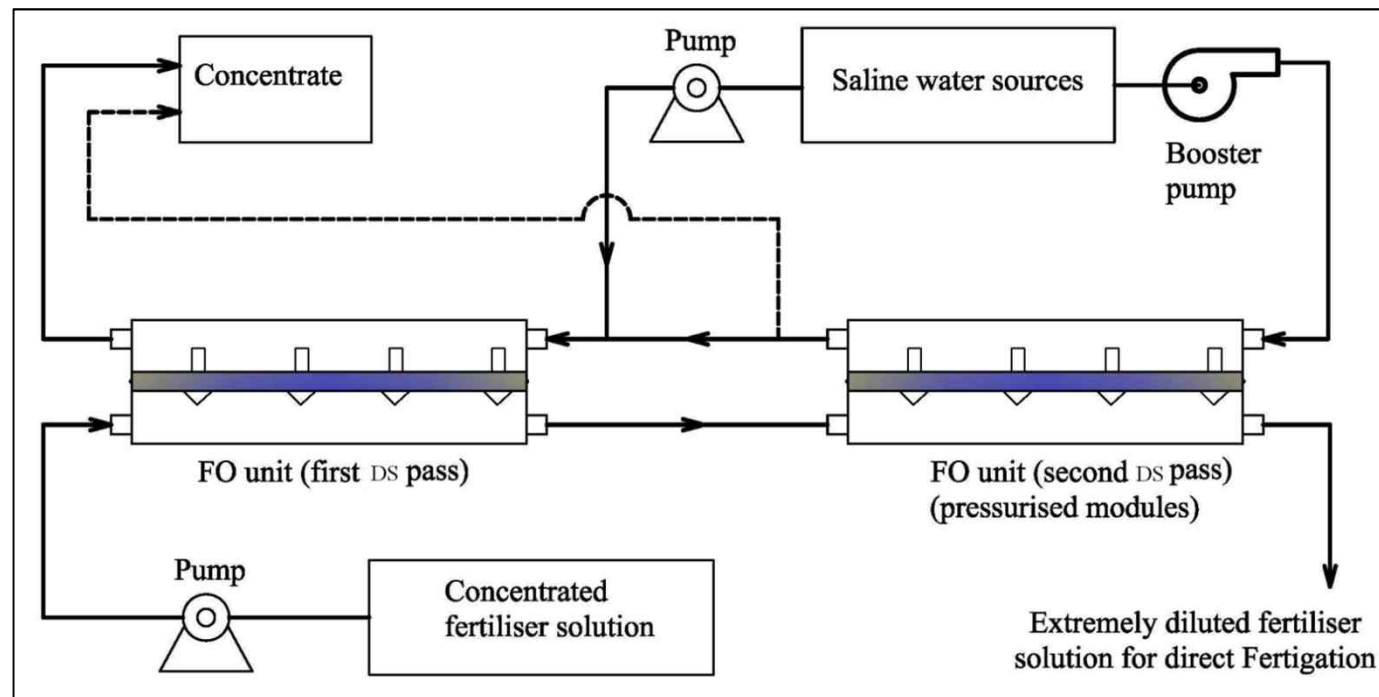 Pump
Concentrate
Saline water sources
Booster
pump
FO unit (first DS pass)
FO unit (second DS pass)
(pressurised modules)
Pump
Concentrated
fertiliser solution
Extremely diluted fertiliser
solution for direct Fertigation